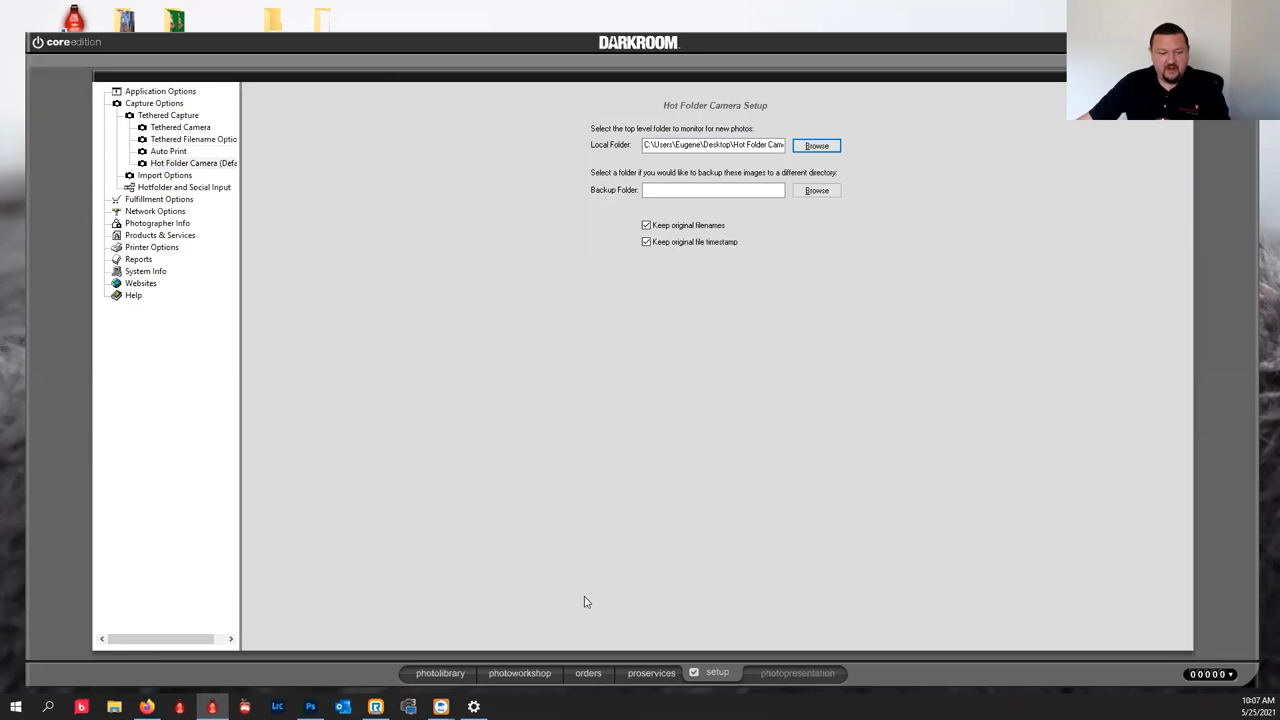 core edition
DARKROOM
Application Options
Capture Options
Tethered Capture
Tethered Camera
Tethered Filename Optio
Auto Print
Hot Folder Camera (Defa
Import Options
Hotfolder and Social Input
Fulfillment Options
Network Options
Photographer Info
Products & Services
Printer Options
Reports
System Info
Websites
Help
Hot Folder Camera Setup
Select the top level folder to monitor for new photos:
Local Folder: C:\Users\Eugene\Desktop\Hot Folder Cam Browse
Select a folder if you would like to backup these images to a different directory:
Backup Folder: Browse
Keep original filenames
Keep original file timestamp
photolibrary photoworkshop orders proservices setup photopresentation
00000
Lrc Ps
10:07 AM
5/25/2021